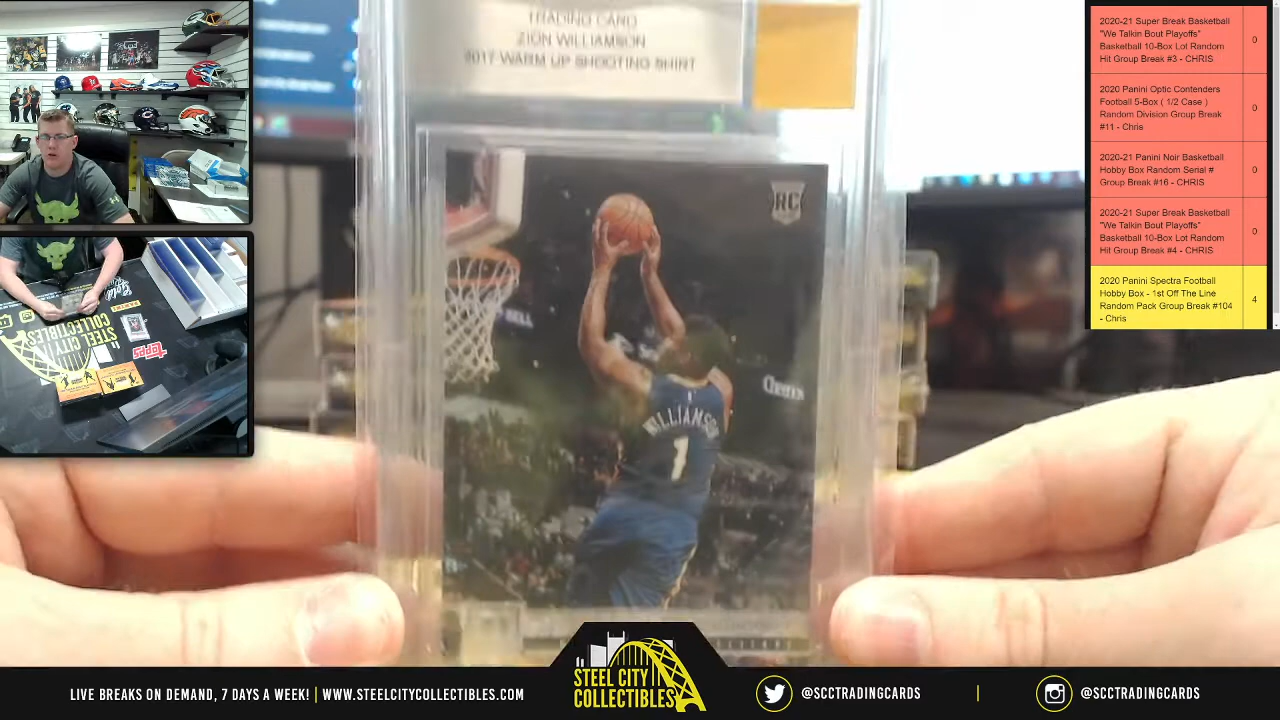 TRADING CARD
ZION WILLIAMSON
2017 WARM UP SHOOTING SHIRT
RC
WILLIAMSON
1
2020-21 Super Break Basketball
"We Talkin Bout Playoffs"
Basketball 10-Box Lot Random
Hit Group Break #3 - CHRIS
0
2020 Panini Optic Contenders
Football 5-Box ( 1/2 Case )
Random Division Group Break
#11 - Chris
0
2020-21 Panini Noir Basketball
Hobby Box Random Serial #
Group Break #16 - CHRIS
0
2020-21 Super Break Basketball
"We Talkin Bout Playoffs"
Basketball 10-Box Lot Random
Hit Group Break #4 - CHRIS
0
2020 Panini Spectra Football
Hobby Box - 1st Off The Line
Random Pack Group Break #104
- Chris
4
STEEL CITY
COLLECTIBLES
Topps
LIVE BREAKS ON DEMAND, 7 DAYS A WEEK! | WWW.STEELCITYCOLLECTIBLES.COM
STEEL CITY
COLLECTIBLES
@SCCTRADINGCARDS
|
@SCCTRADINGCARDS